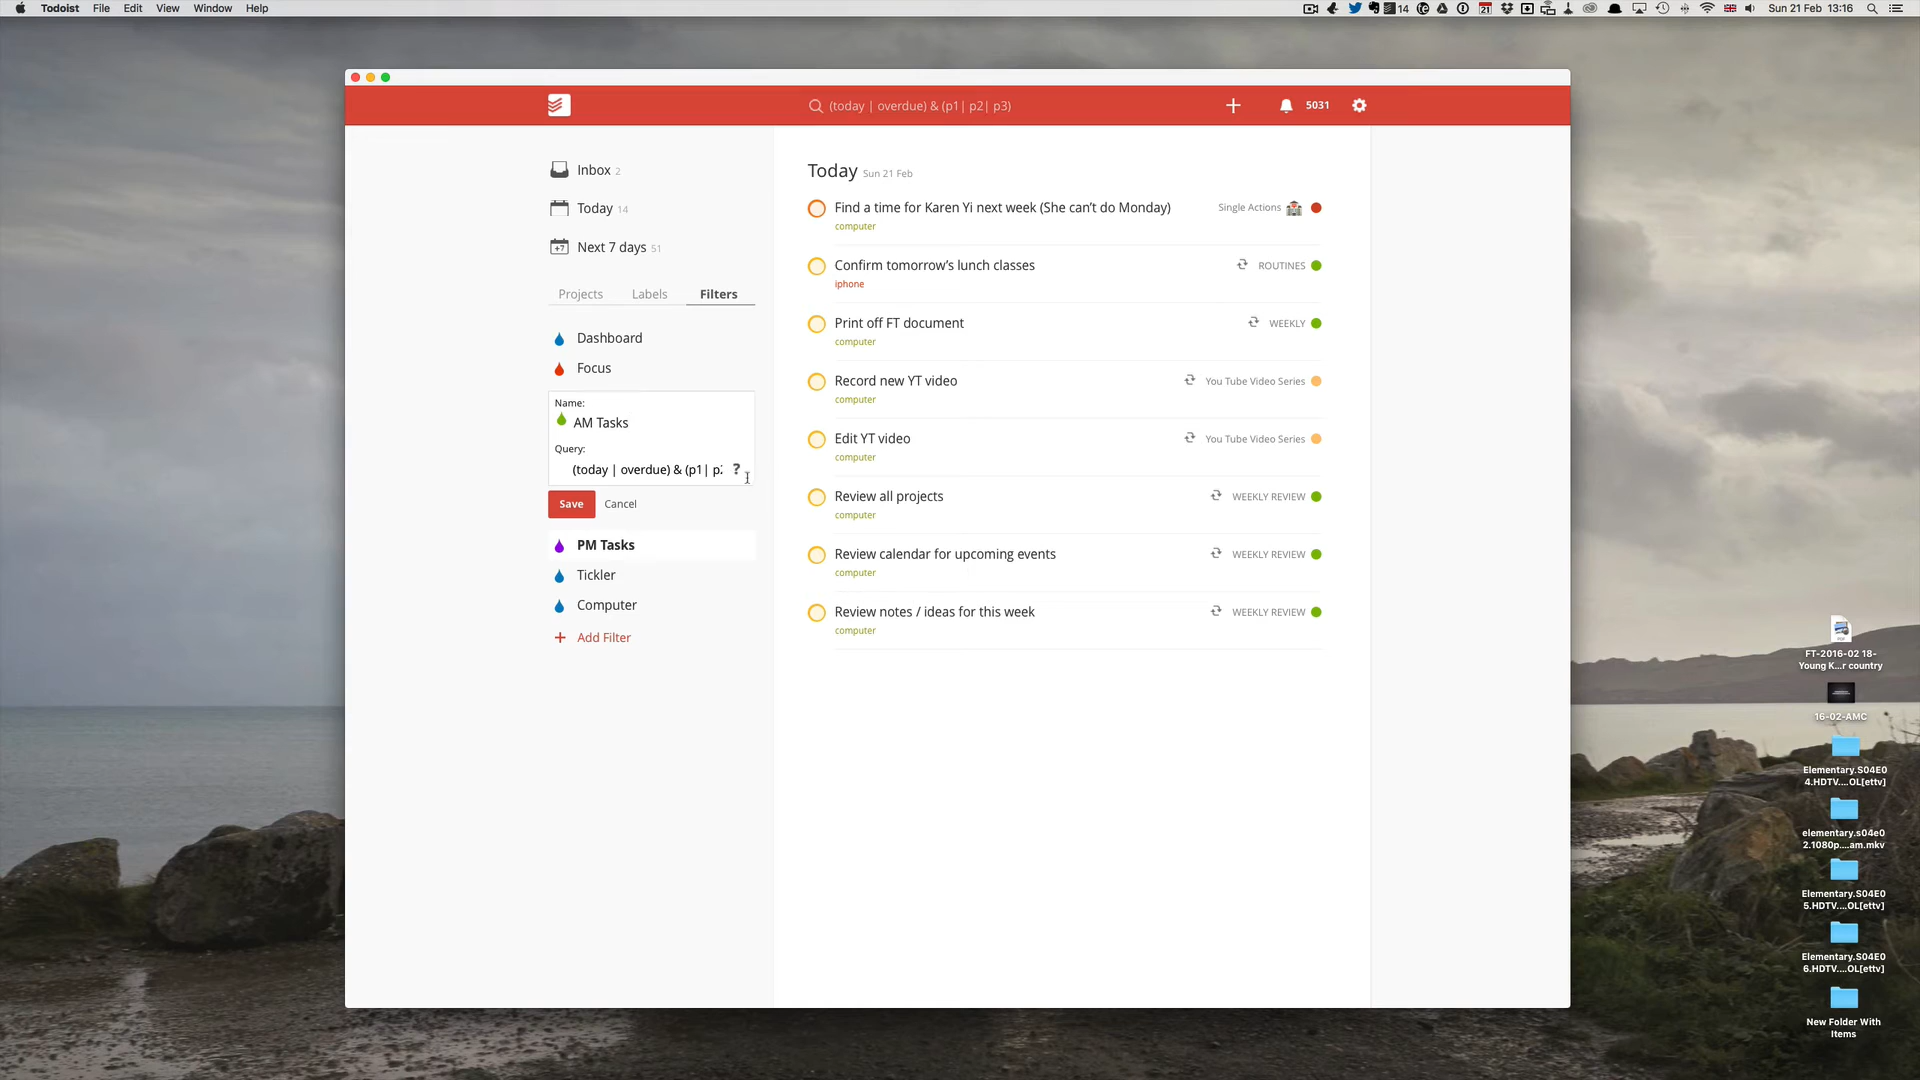 Todoist File Edit View Window Help
14
21
Sun 21 Feb 13:16
(today | overdue) & (p1| p2| p3)
5031
Inbox 2
Today 14
Next 7 days 51
Projects Labels Filters
Dashboard
Focus
Name:
AM Tasks
Query:
(today | overdue) & (p1| p2 ?
Save Cancel
PM Tasks
Tickler
Computer
+ Add Filter
Today Sun 21 Feb
Find a time for Karen Yi next week (She can't do Monday) Single Actions
computer
Confirm tomorrow's lunch classes ROUTINES
iphone
Print off FT document WEEKLY
computer
Record new YT video You Tube Video Series
computer
Edit YT video You Tube Video Series
computer
Review all projects WEEKLY REVIEW
computer
Review calendar for upcoming events WEEKLY REVIEW
computer
Review notes / ideas for this week WEEKLY REVIEW
computer
FT-2016-02 18-
Young K...r country
16-02-AMC
Elementary.S04E0
4.HDTV....OL[ettv]
elementary.s04e0
2.1080p....am.mkv
Elementary.S04E0
5.HDTV....OL[ettv]
Elementary.S04E0
6.HDTV....OL[ettv]
New Folder With
Items